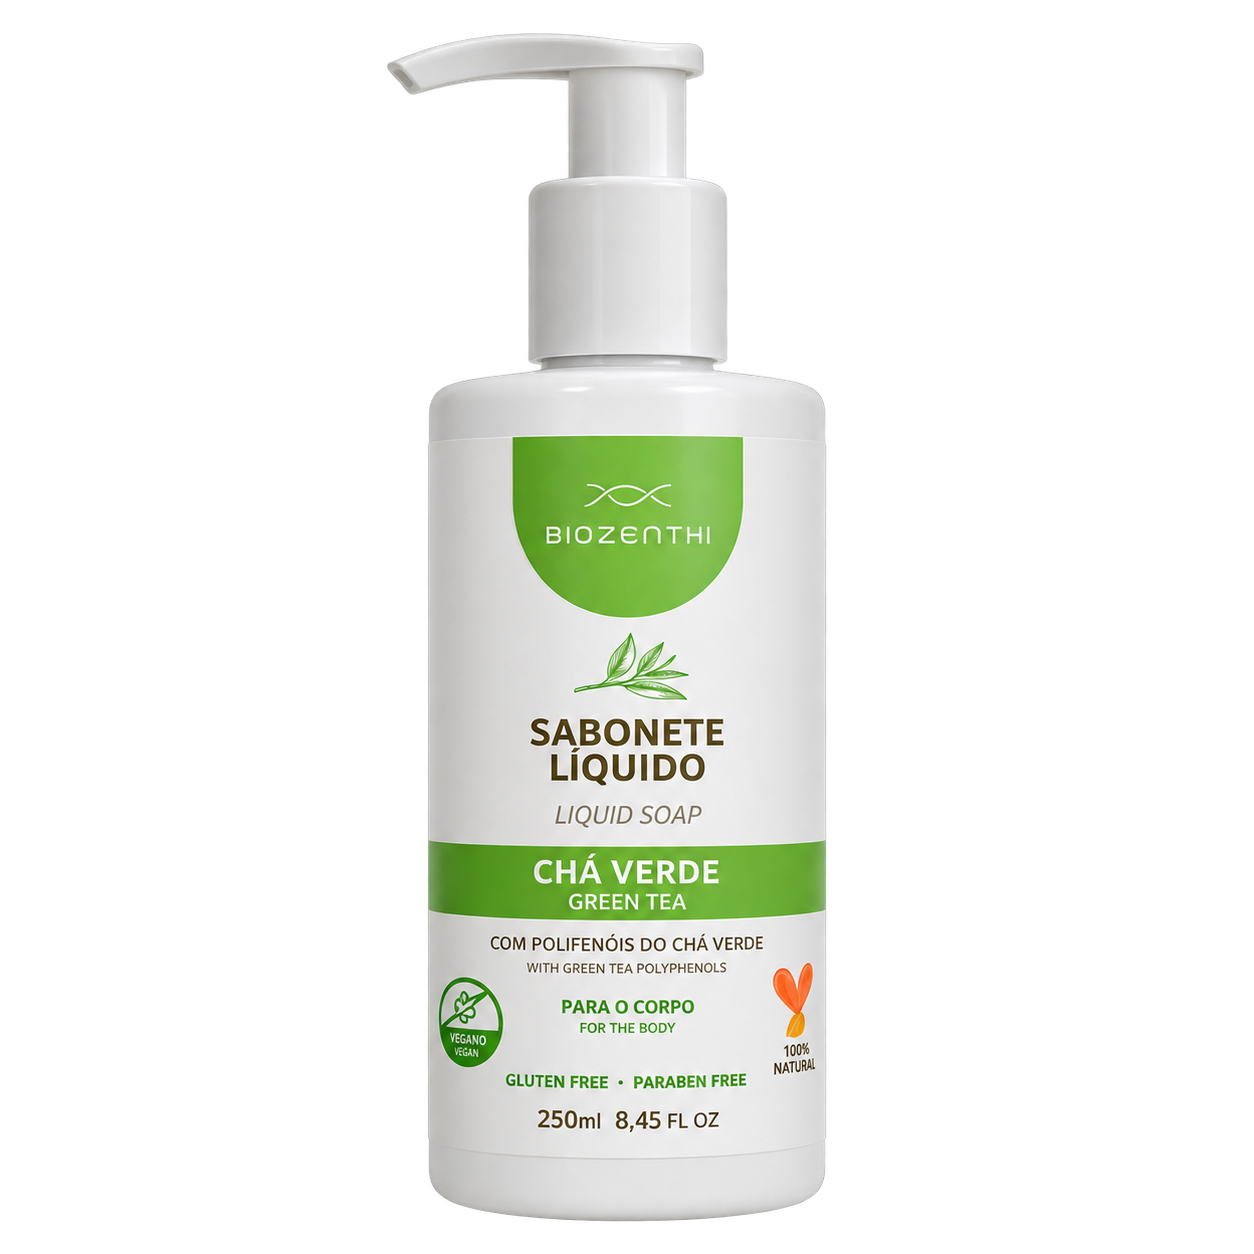 BIOZENTHI
SABONETE
LÍQUIDO
LIQUID SOAP
CHÁ VERDE
GREEN TEA
COM POLIFENÓIS DO CHÁ VERDE
WITH GREEN TEA POLYPHENOLS
PARA O CORPO
FOR THE BODY
VEGANO
VEGAN
100%
NATURAL
GLUTEN FREE • PARABEN FREE
250ml 8,45 FL OZ